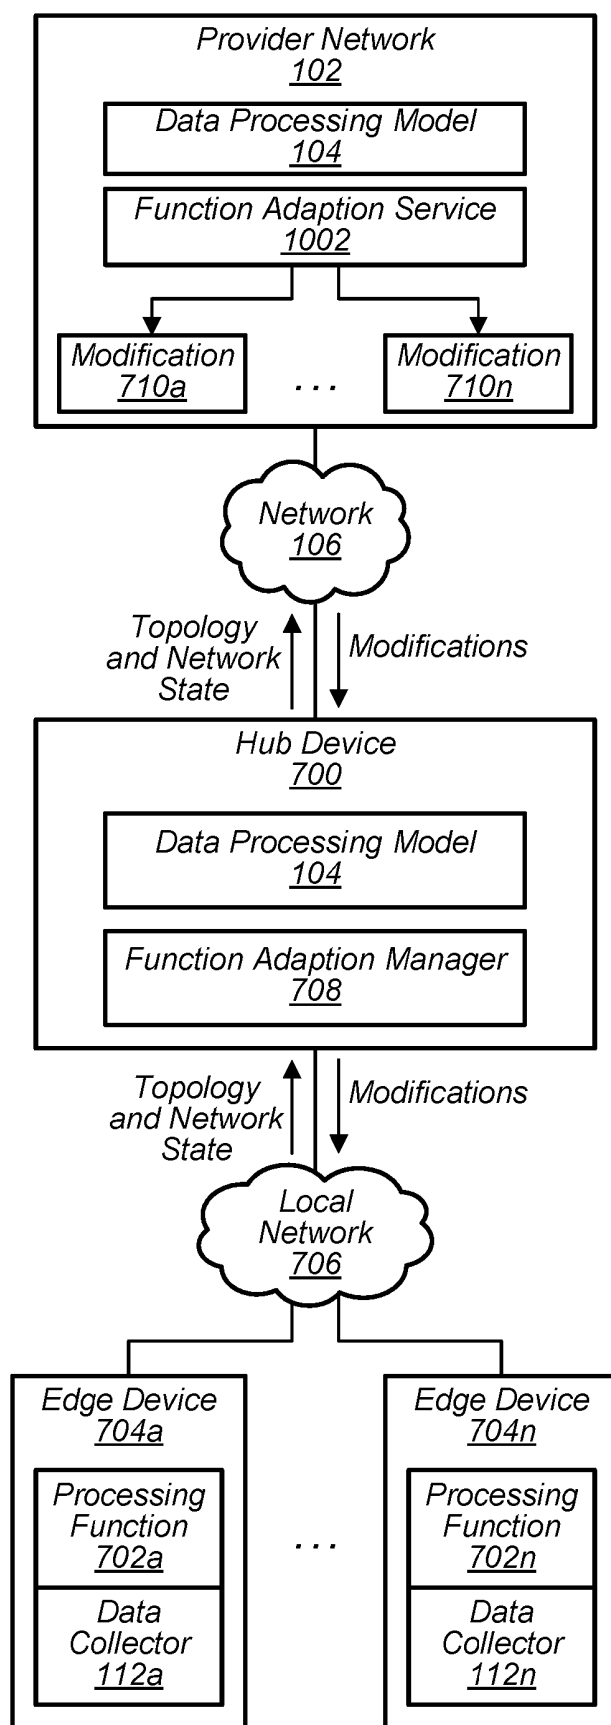 Provider Network
102
Data Processing Model
104
Function Adaption Service
1002
Modification
710a
...
Modification
710n
Network
106
Topology
and Network
State
Modifications
Hub Device
700
Data Processing Model
104
Function Adaption Manager
708
Topology
and Network
State
Modifications
Local
Network
706
Edge Device
704a
Processing
Function
702a
Data
Collector
112a
...
Edge Device
704n
Processing
Function
702n
Data
Collector
112n